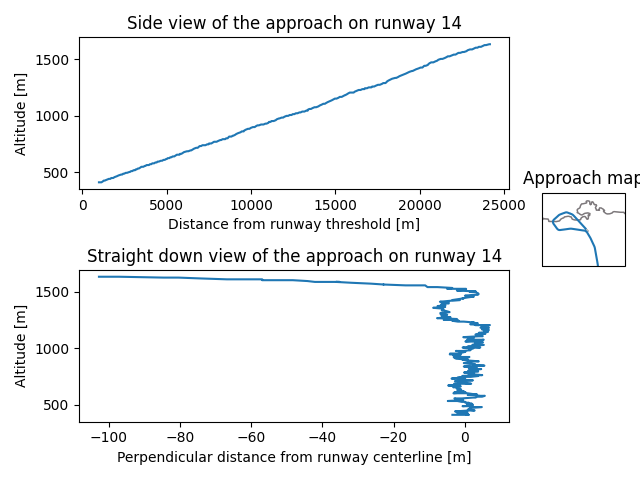 Side view of the approach on runway 14
Altitude [m]
1500
1000
500
0 5000 10000 15000 20000 25000
Distance from runway threshold [m]
Approach map
Straight down view of the approach on runway 14
Altitude [m]
1500
1000
500
−100 −80 −60 −40 −20 0
Perpendicular distance from runway centerline [m]